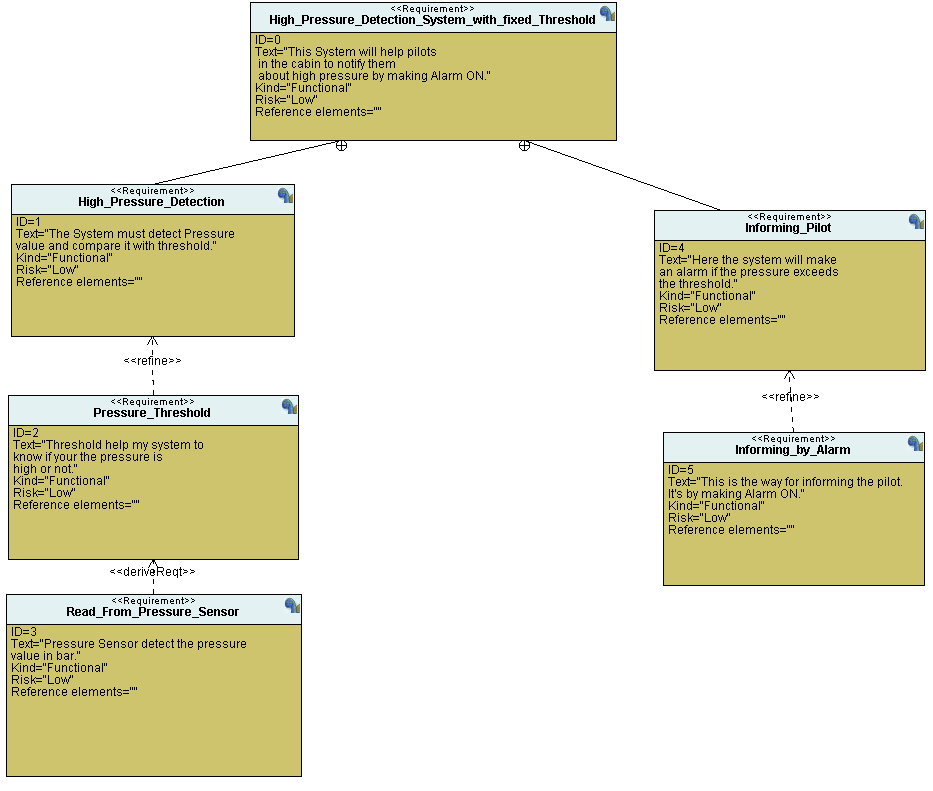 <<Requirement>>
High_Pressure_Detection_System_with_fixed_Threshold
ID=0
Text="This System will help pilots
in the cabin to notify them
about high pressure by making Alarm ON."
Kind="Functional"
Risk="Low"
Reference elements=""
<<Requirement>>
High_Pressure_Detection
ID=1
Text="The System must detect Pressure
value and compare it with threshold."
Kind="Functional"
Risk="Low"
Reference elements=""
<<refine>>
<<Requirement>>
Pressure_Threshold
ID=2
Text="Threshold help my system to
know if your the pressure is
high or not."
Kind="Functional"
Risk="Low"
Reference elements=""
<<deriveReqt>>
<<Requirement>>
Read_From_Pressure_Sensor
ID=3
Text="Pressure Sensor detect the pressure
value in bar."
Kind="Functional"
Risk="Low"
Reference elements=""
<<Requirement>>
Informing_Pilot
ID=4
Text="Here the system will make
an alarm if the pressure exceeds
the threshold."
Kind="Functional"
Risk="Low"
Reference elements=""
<<refine>>
<<Requirement>>
Informing_by_Alarm
ID=5
Text="This is the way for informing the pilot.
It's by making Alarm ON."
Kind="Functional"
Risk="Low"
Reference elements=""